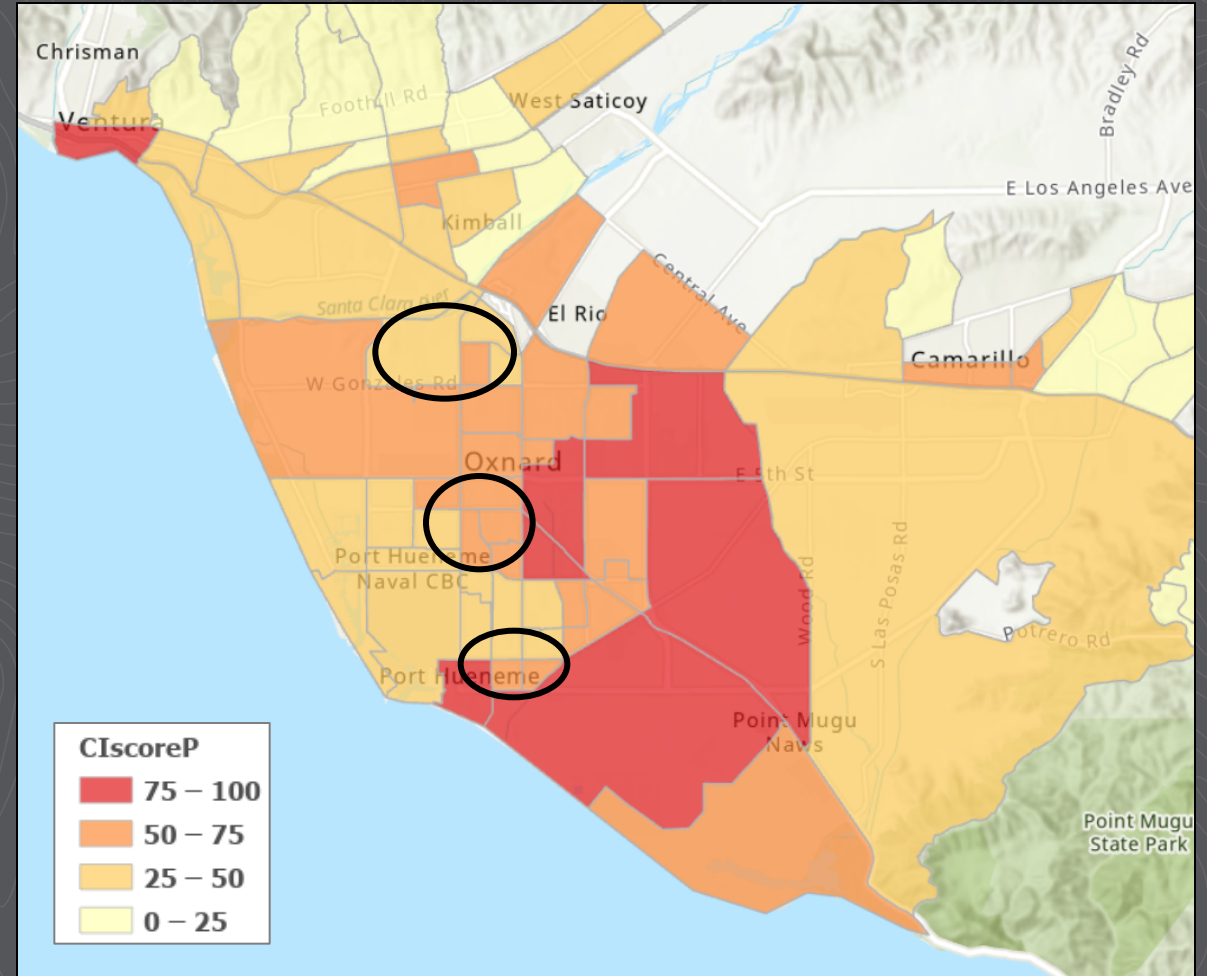 Chrisman
Ventura
Foothill Rd
West Saticoy
Bradley Rd
E Los Angeles Ave
Kimball
Central Ave
Santa Clara River
El Rio
Camarillo
W Gonzales Rd
Oxnard
E 5th St
Port Hueneme
Naval CBC
Wood Rd
S Las Posas Rd
Potrero Rd
Port Hueneme
Point Mugu
Naws
Point Mugu
State Park
CIscoreP
75 – 100
50 – 75
25 – 50
0 – 25